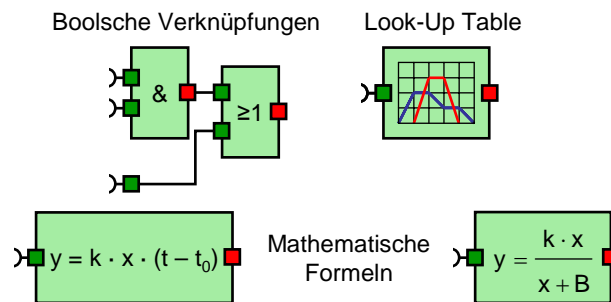 Boolsche Verknüpfungen
Look-Up Table
&
≥1
y = k · x · (t – t₀)
Mathematische
Formeln
y = k · x / x + B